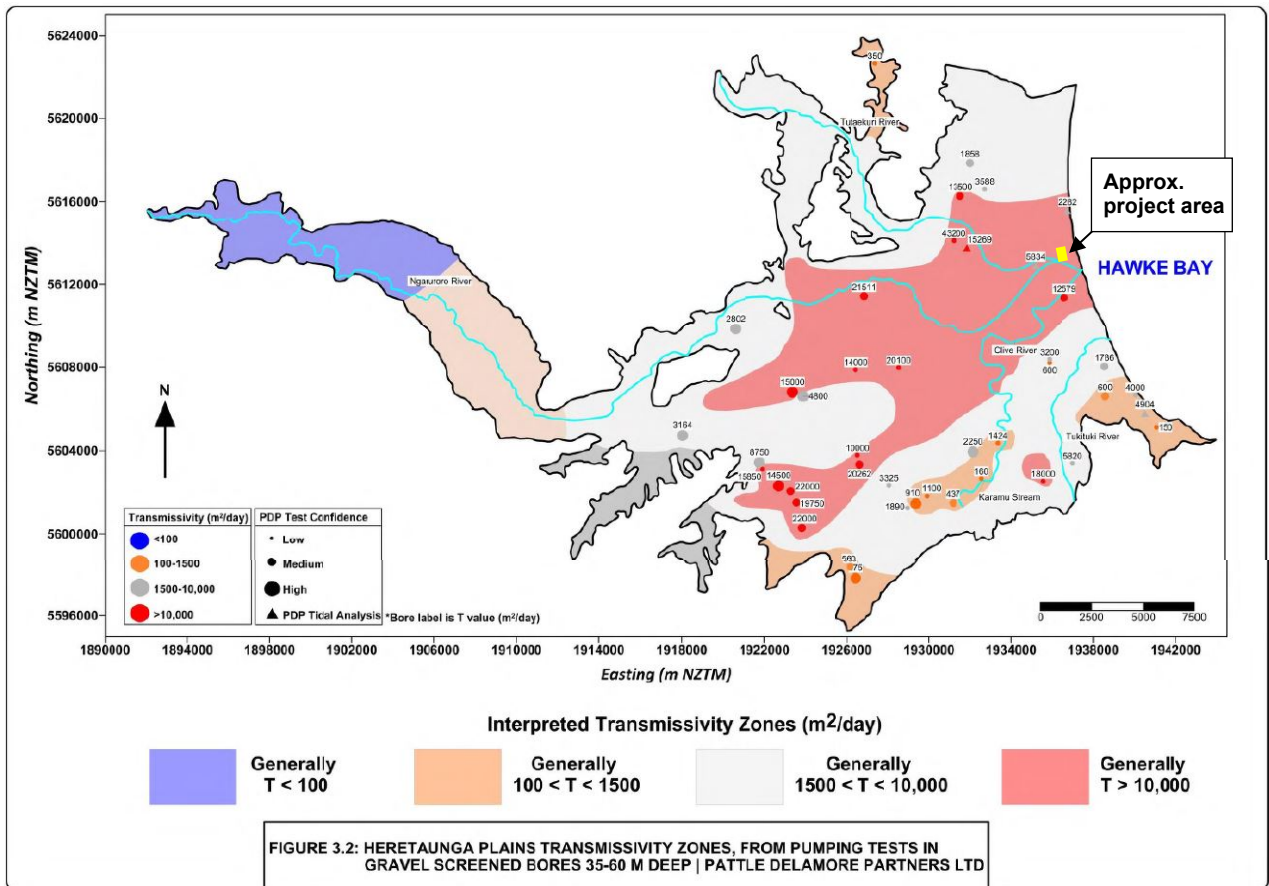 5624000
5620000
5616000
5612000
5608000
5604000
5600000
5596000
Northing (m NZTM)
1890000 1894000 1898000 1902000 1906000 1910000 1914000 1918000 1922000 1926000 1930000 1934000 1938000 1942000
Easting (m NZTM)
N
350
Tutaekuri River
1858
3588
13500
2282
Approx.
project area
43200
15269
5834
HAWKE BAY
Ngaruroro River
21511
12579
2802
Clive River
3200
600
1786
14000
20100
15000
4800
600
4000
4904
150
3164
Tukituki River
8750
15850
14500
22000
19750
22000
20262
3325
2250
1424
160
5820
18000
910
1100
437
1890
Karamu Stream
Transmissivity (m²/day)
<100
100-1500
1500-10,000
>10,000
PDP Test Confidence
Low
Medium
High
PDP Tidal Analysis
*Bore label is T value (m²/day)
0 2500 5000 7500
Interpreted Transmissivity Zones (m²/day)
Generally
T < 100
Generally
100 < T < 1500
Generally
1500 < T < 10,000
Generally
T > 10,000
FIGURE 3.2: HERETAUNGA PLAINS TRANSMISSIVITY ZONES, FROM PUMPING TESTS IN
GRAVEL SCREENED BORES 35-60 M DEEP | PATTLE DELAMORE PARTNERS LTD